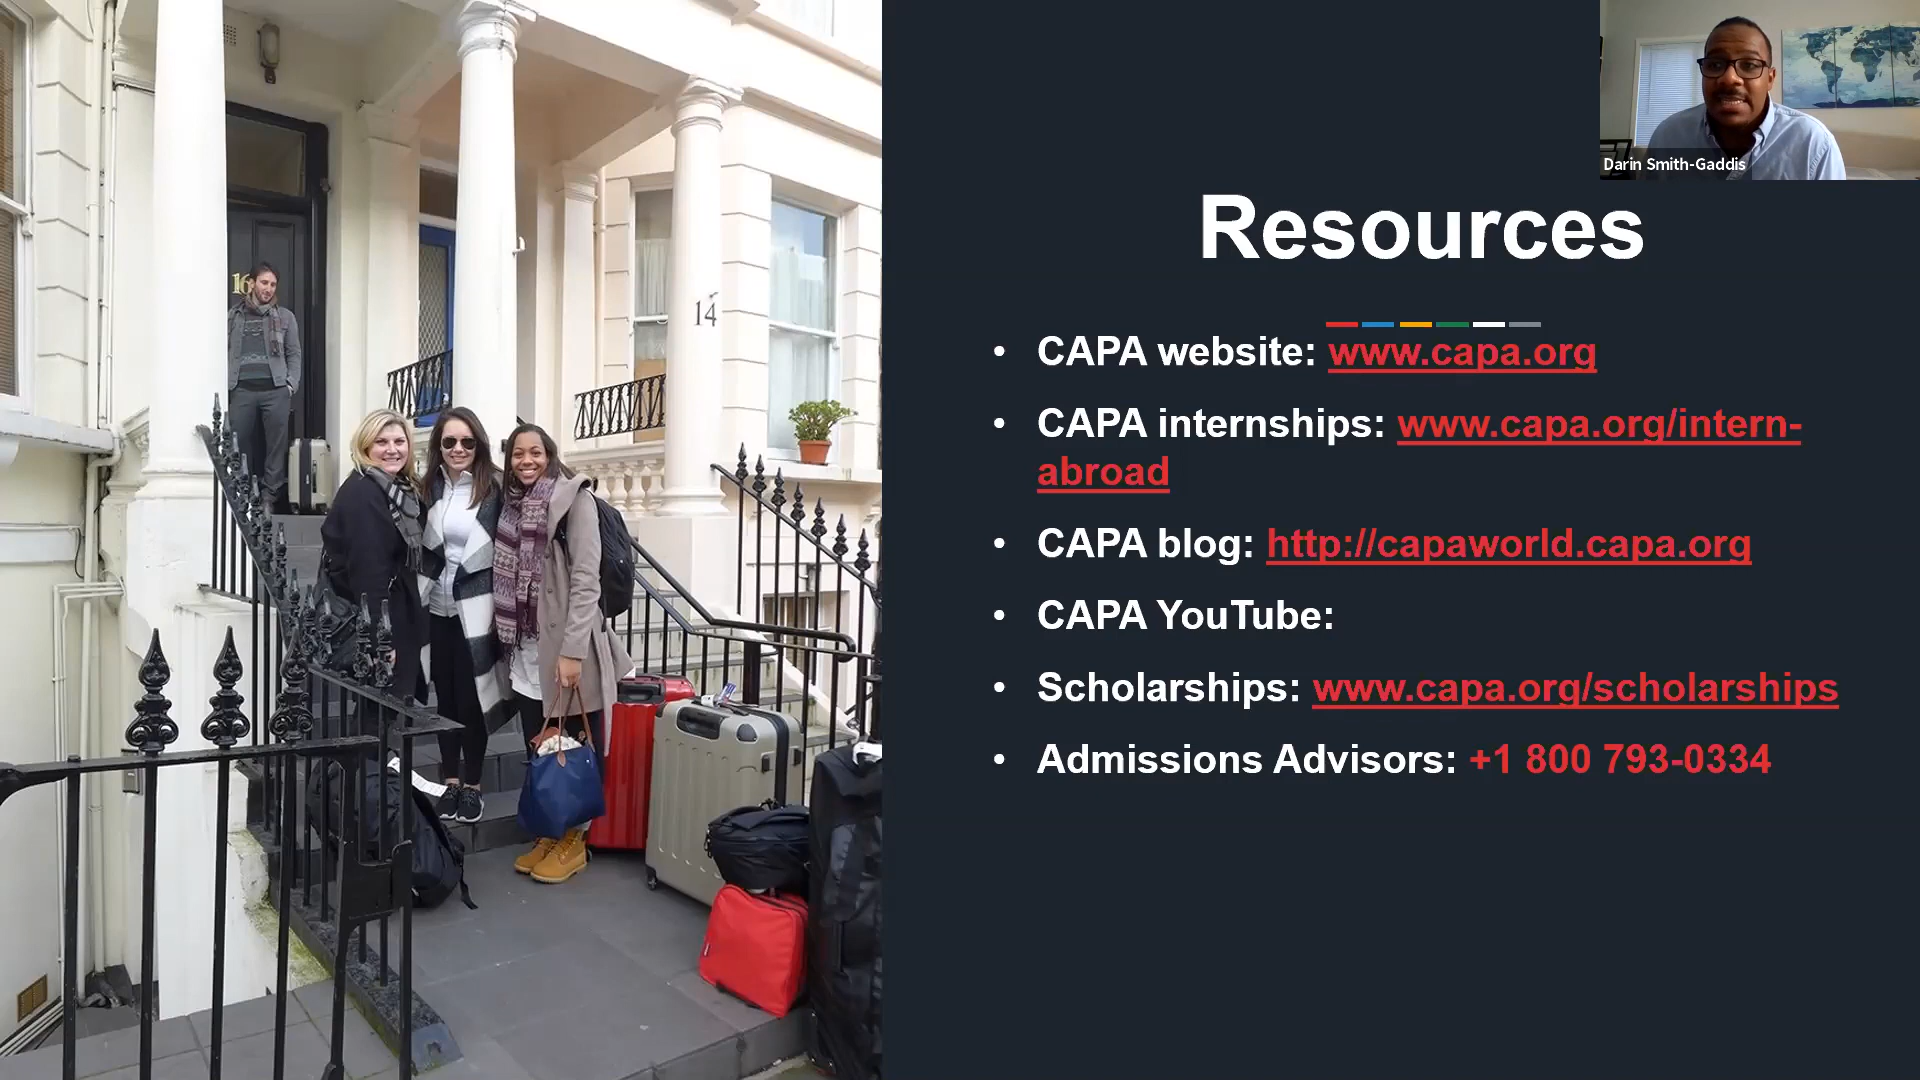 16
14
Darin Smith-Gaddis
Resources
• CAPA website: www.capa.org
• CAPA internships: www.capa.org/intern-
abroad
• CAPA blog: http://capaworld.capa.org
• CAPA YouTube:
• Scholarships: www.capa.org/scholarships
• Admissions Advisors: +1 800 793-0334